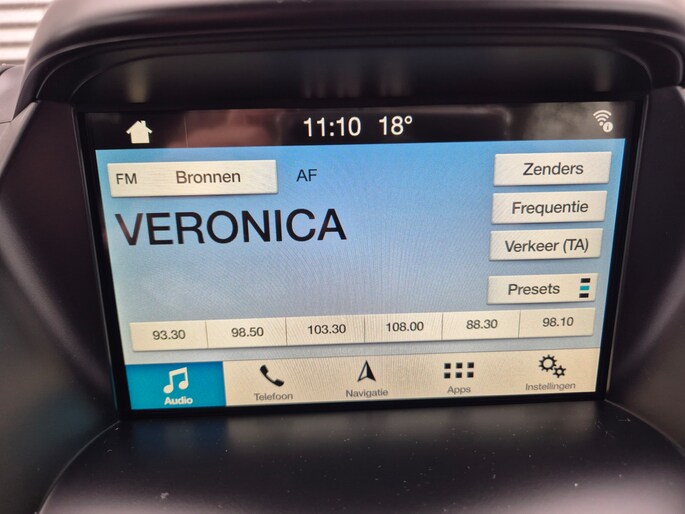 11:10 18°
FM Bronnen AF
Zenders
VERONICA
Frequentie
Verkeer (TA)
Presets
93.30 98.50 103.30 108.00 88.30 98.10
Audio Telefoon Navigatie Apps Instellingen